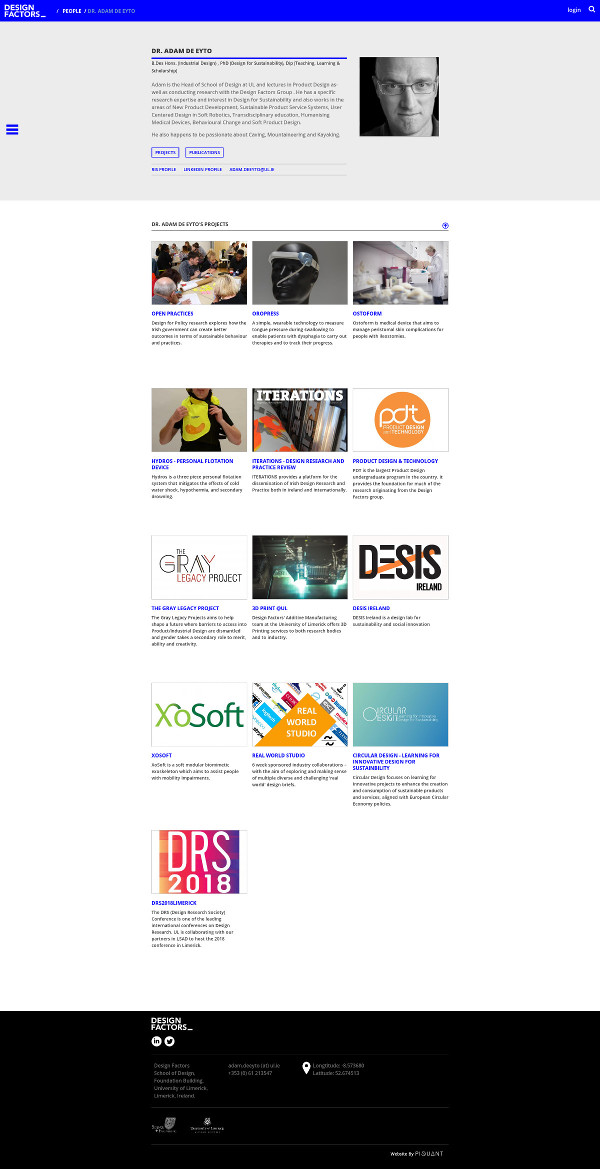 DESIGN
FACTORS_
/ PEOPLE / DR. ADAM DE EYTO
login
DR. ADAM DE EYTO
B.Des Hons. (Industrial Design) , PhD (Design for Sustainability), Dip (Teaching, Learning &
Scholarship)
Adam is the Head of School of Design at UL and lectures in Product Design as-
well as conducting research with the Design Factors Group . He has a specific
research expertise and interest in Design for Sustainability and also works in the
areas of New Product Development, Sustainable Product Service Systems, User
Centered Design in Soft Robotics, Transdisciplinary education, Humanising
Medical Devices, Behavioural Change and Soft Product Design.
He also happens to be passionate about Caving, Mountaineering and Kayaking.
PROJECTS
PUBLICATIONS
RIS PROFILE LINKEDIN PROFILE ADAM.DEEYTO@UL.IE
DR. ADAM DE EYTO'S PROJECTS
OPEN PRACTICES
Design for Policy research explores how the
Irish government can create better
outcomes in terms of sustainable behaviour
and practices.
OROPRESS
A simple, wearable technology to measure
tongue pressure during swallowing to
enable patients with dysphagia to carry out
therapies and to track their progress.
OSTOFORM
Ostoform is medical device that aims to
manage peristomal skin complications for
people with ileostomies.
HYDROS - PERSONAL FLOTATION
DEVICE
Hydros is a three piece personal flotation
system that mitigates the effects of cold
water shock, hypothermia, and secondary
drowning.
ITERATIONS
ITERATIONS - DESIGN RESEARCH AND
PRACTICE REVIEW
ITERATIONS provides a platform for the
dissemination of Irish Design Research and
Practice both in Ireland and internationally.
pdt
PRODUCT DESIGN
AND TECHNOLOGY
PRODUCT DESIGN & TECHNOLOGY
PDT is the largest Product Design
undergraduate program in the country. It
provides the foundation for much of the
research originating from the Design
Factors group.
THE
GRAY
LEGACY PROJECT
THE GRAY LEGACY PROJECT
The Gray Legacy Projects aims to help
shape a future where barriers to access into
Product/Industrial Design are dismantled
and gender takes a secondary role to merit,
ability and creativity.
3D PRINT @UL
Design Factors' Additive Manufacturing
team at the University of Limerick offers 3D
Printing services to both research bodies
and to industry.
DESIS
IRELAND
DESIS IRELAND
DESIS Ireland is a design lab for
sustainability and social innovation
XoSoft
XOSOFT
XoSoft is a soft modular biomimetic
exoskeleton which aims to assist people
with mobility impairments.
REAL
WORLD
STUDIO
REAL WORLD STUDIO
6 week sponsored industry collaborations -
with the aim of exploring and making sense
of multiple diverse and challenging 'real
world' design briefs.
CIRCULAR
DESIGN
CIRCULAR DESIGN - LEARNING FOR
INNOVATIVE DESIGN FOR
SUSTAINIBILITY
Circular Design focuses on learning for
innovative projects to enhance the creation
and consumption of sustainable products
and services, aligned with European Circular
Economy policies.
DRS
2018
DRS2018LIMERICK
The DRS (Design Research Society)
Conference is one of the leading
international conferences on Design
Research. UL is collaborating with our
partners in LSAD to host the 2018
conference in Limerick.
DESIGN
FACTORS_
Design Factors
School of Design,
Foundation Building,
University of Limerick,
Limerick, Ireland.
adam.deeyto (at) ul.ie
+353 (0) 61 213547
Longtitude: -8.573680
Latitude: 52.674513
Website By PIQUANT